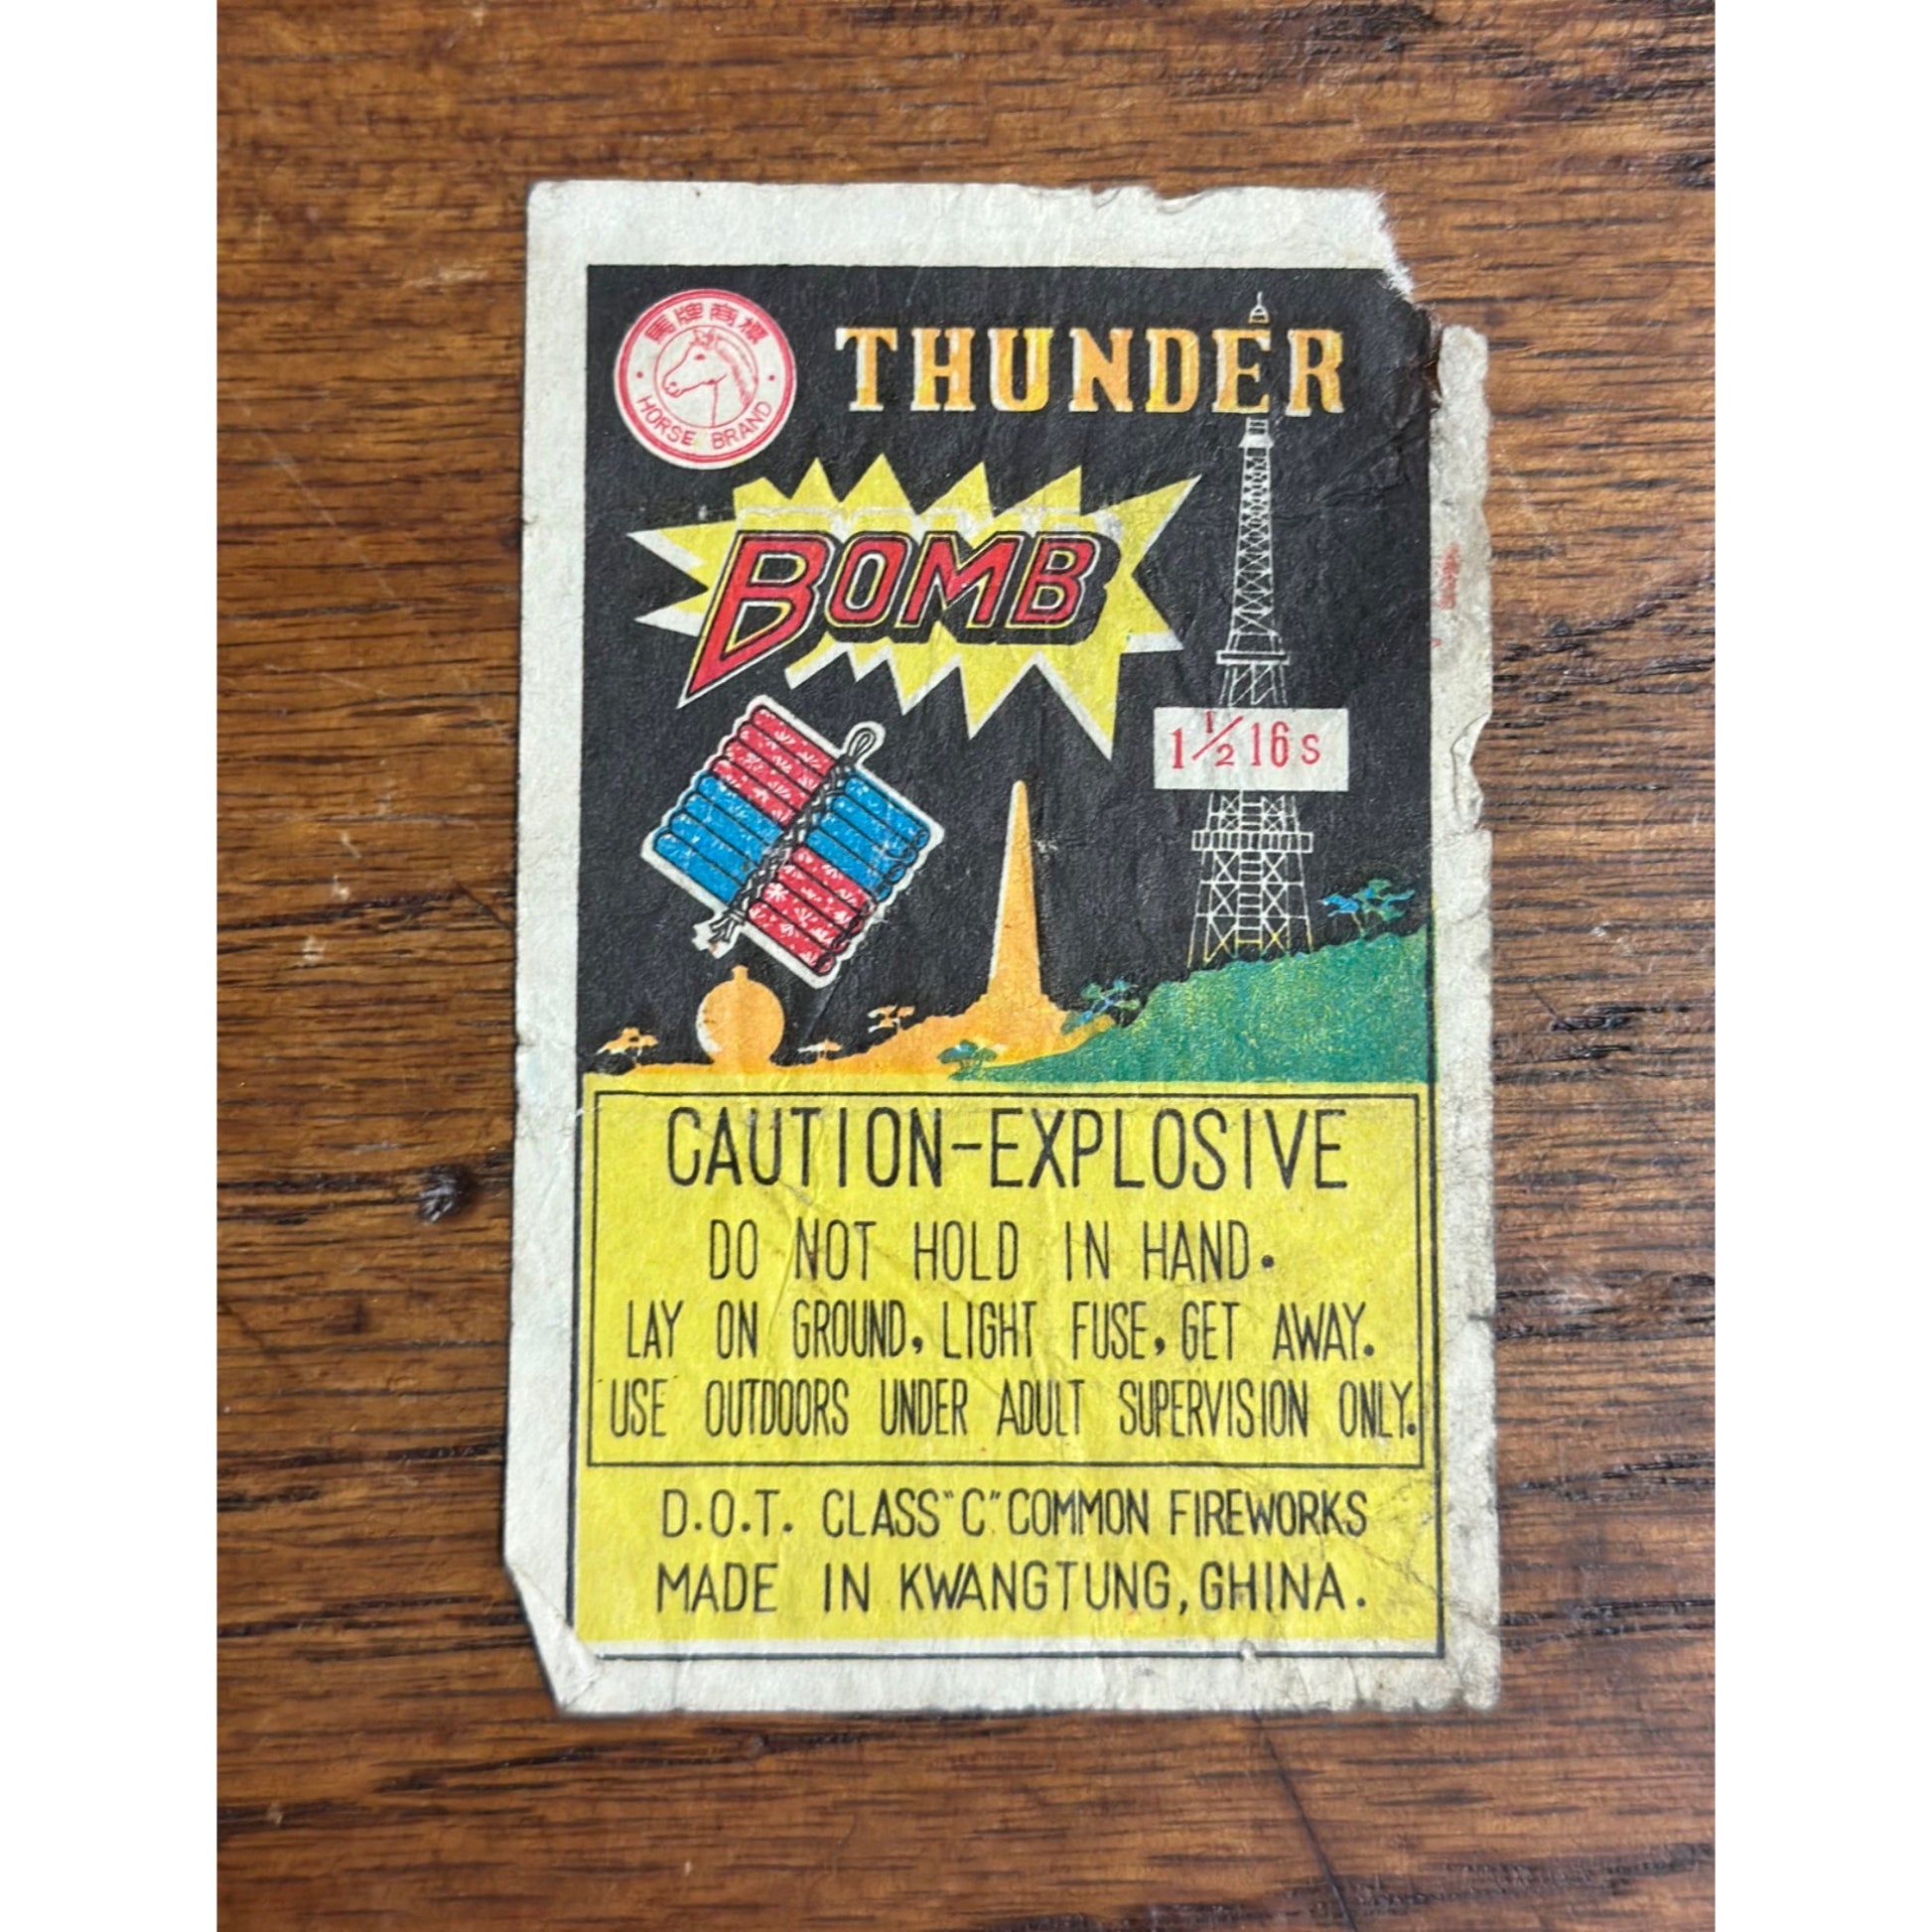 馬牌商標
HORSE BRAND
THUNDER
BOMB
1 1/2 16s
CAUTION-EXPLOSIVE
DO NOT HOLD IN HAND.
LAY ON GROUND, LIGHT FUSE, GET AWAY.
USE OUTDOORS UNDER ADULT SUPERVISION ONLY.
D.O.T. CLASS "C" COMMON FIREWORKS
MADE IN KWANGTUNG, GHINA.